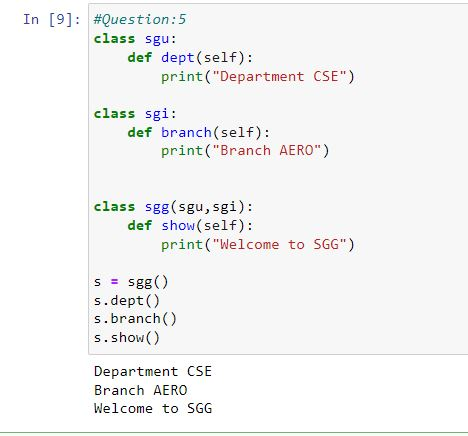 In [9]: #Question:5
class sgu:
    def dept(self):
        print("Department CSE")
class sgi:
    def branch(self):
        print("Branch AERO")
class sgg(sgu,sgi):
    def show(self):
        print("Welcome to SGG")
s = sgg()
s.dept()
s.branch()
s.show()
Department CSE
Branch AERO
Welcome to SGG